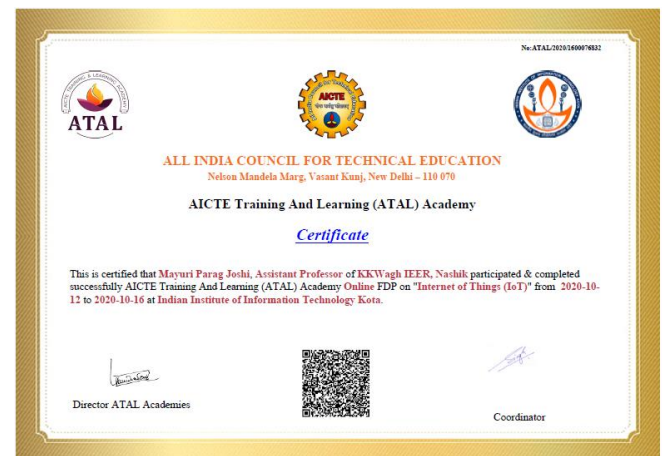 No:ATAL/2020/1600076832
ATAL
AICTE
ALL INDIA COUNCIL FOR TECHNICAL EDUCATION
Nelson Mandela Marg, Vasant Kunj, New Delhi – 110 070
AICTE Training And Learning (ATAL) Academy
Certificate
This is certified that Mayuri Parag Joshi, Assistant Professor of KKWagh IEER, Nashik participated & completed
successfully AICTE Training And Learning (ATAL) Academy Online FDP on "Internet of Things (IoT)" from 2020-10-
12 to 2020-10-16 at Indian Institute of Information Technology Kota.
Director ATAL Academies
Coordinator